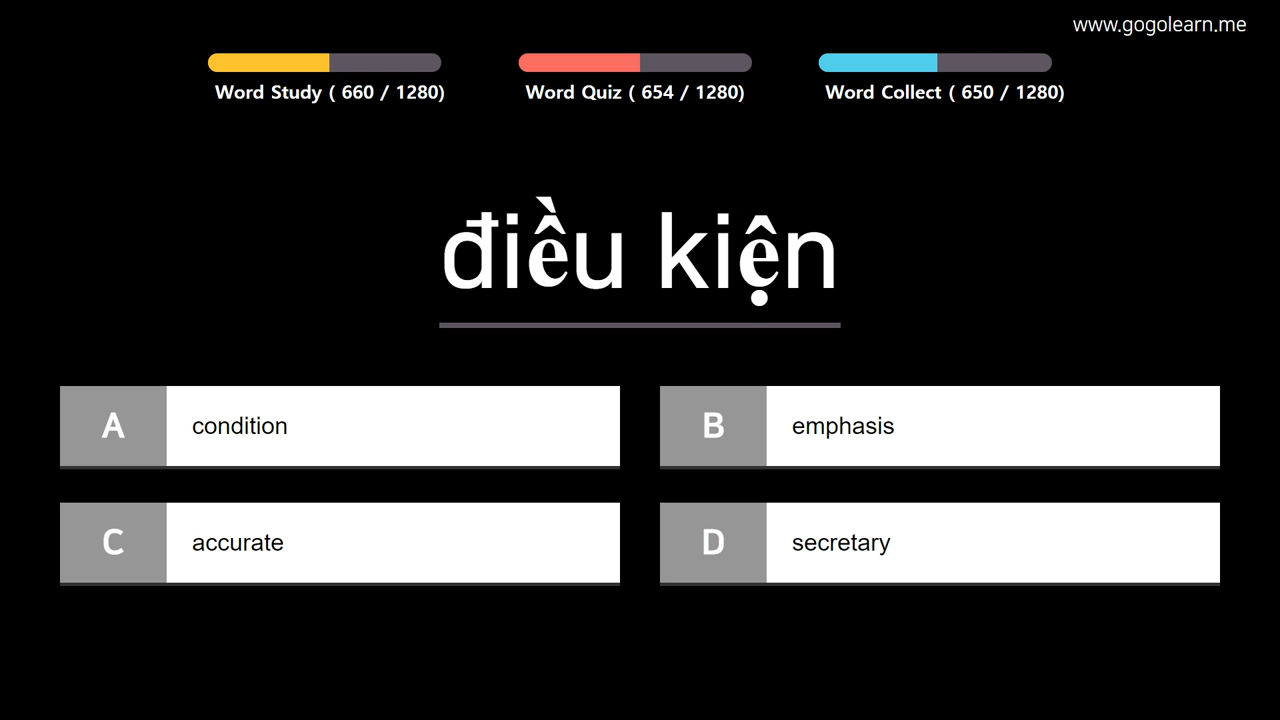 www.gogolearn.me
Word Study ( 660 / 1280)
Word Quiz ( 654 / 1280)
Word Collect ( 650 / 1280)
điều kiện
A
condition
B
emphasis
C
accurate
D
secretary